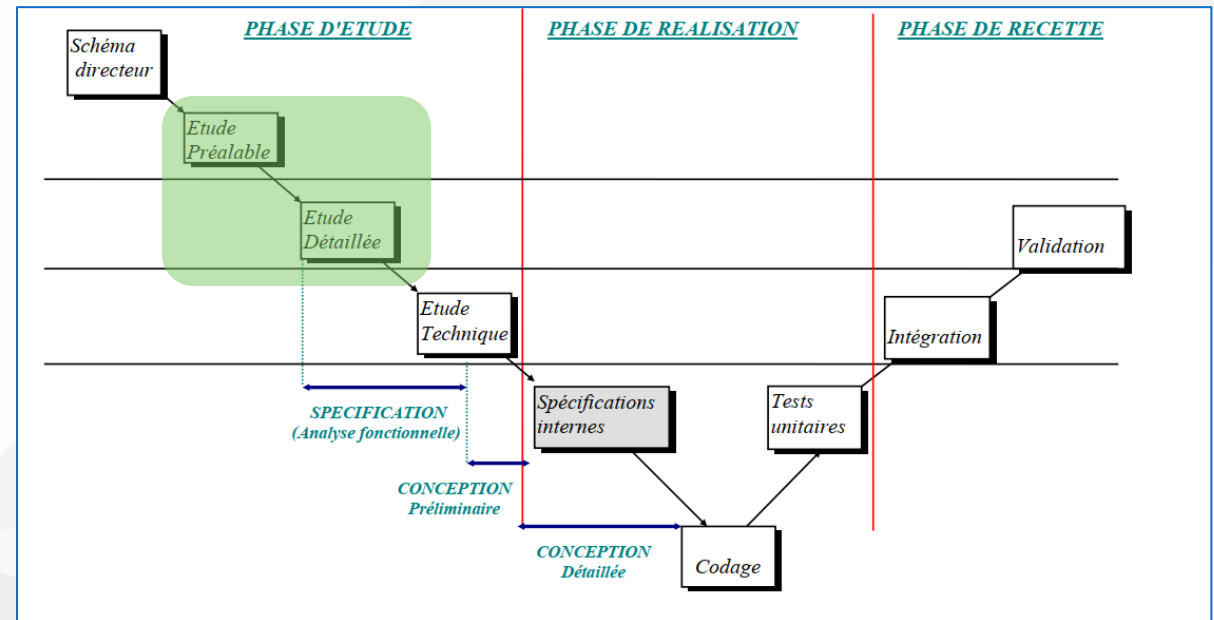 PHASE D'ETUDE
PHASE DE REALISATION
PHASE DE RECETTE
Schéma
directeur
Etude
Préalable
Etude
Détaillée
Validation
Etude
Technique
Intégration
Spécifications
internes
Tests
unitaires
SPECIFICATION
(Analyse fonctionnelle)
CONCEPTION
Préliminaire
CONCEPTION
Détaillée
Codage